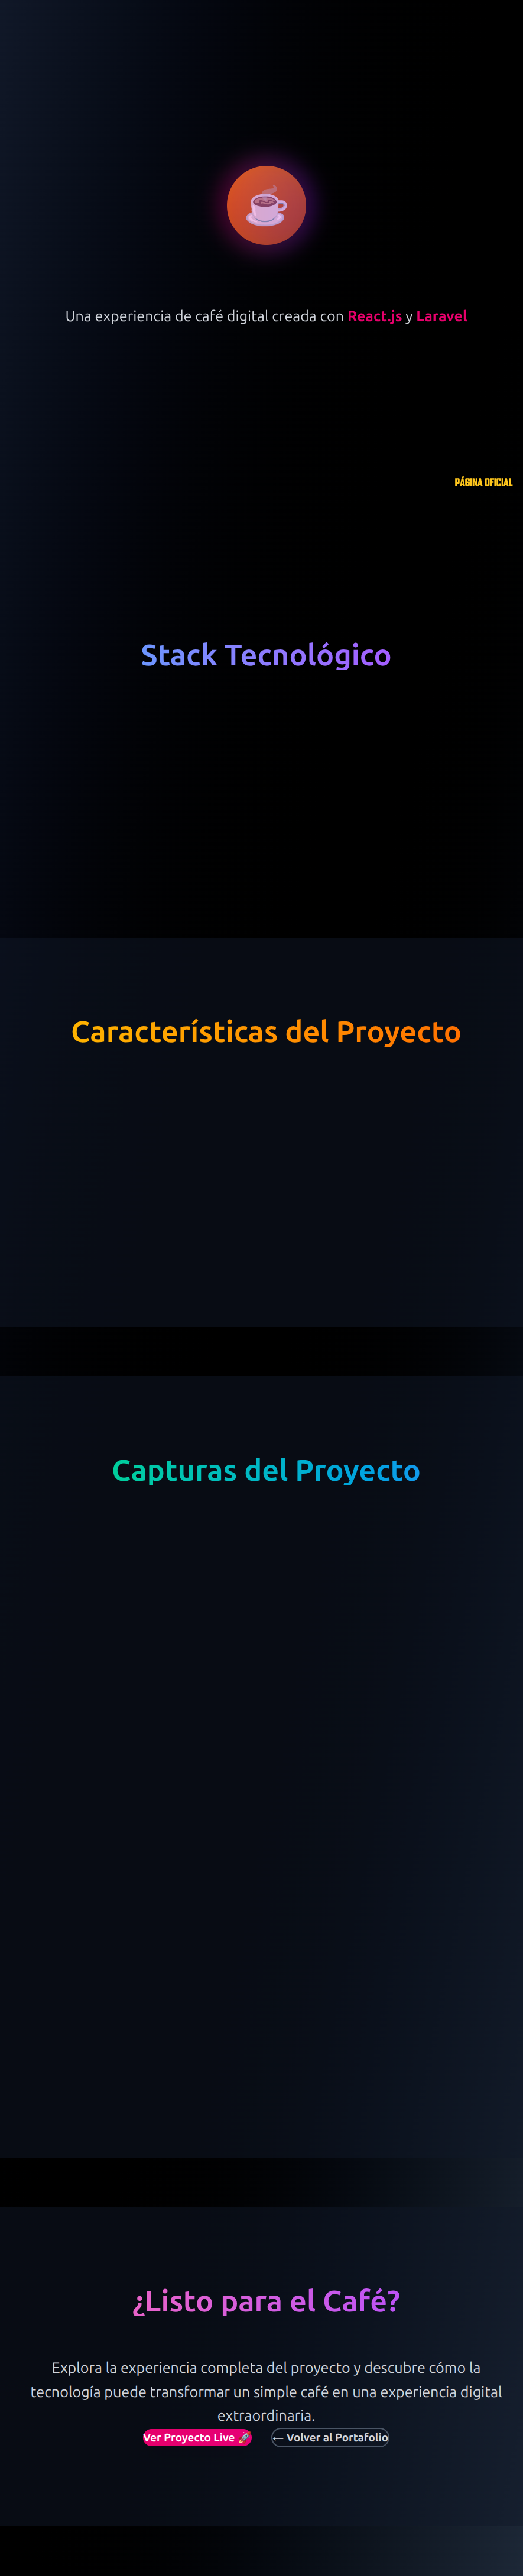 Una experiencia de café digital creada con React.js y Laravel
PÁGINA OFICIAL
Stack Tecnológico
Características del Proyecto
Capturas del Proyecto
¿Listo para el Café?
Explora la experiencia completa del proyecto y descubre cómo la
tecnología puede transformar un simple café en una experiencia digital
extraordinaria.
Ver Proyecto Live 🚀
← Volver al Portafolio